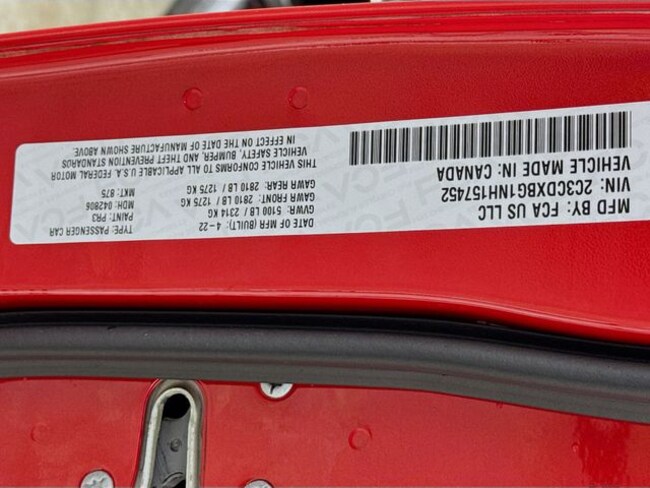 MFD BY: FCA US LLC
VIN: 2C3CDXBG1NH157452
VEHICLE MADE IN: CANADA
DATE OF MFR (BUILT): 4-22
GVWR: 5100 LB / 2314 KG
GAWR FRONT: 2810 LB / 1275 KG
GAWR REAR: 2810 LB / 1275 KG
TYPE: PASSENGER CAR
PAINT: PR3
MDH: 042806
MKT: 875
THIS VEHICLE CONFORMS TO ALL APPLICABLE U.S.A. FEDERAL MOTOR
VEHICLE SAFETY, BUMPER, AND THEFT PREVENTION STANDARDS
IN EFFECT ON THE DATE OF MANUFACTURE SHOWN ABOVE.